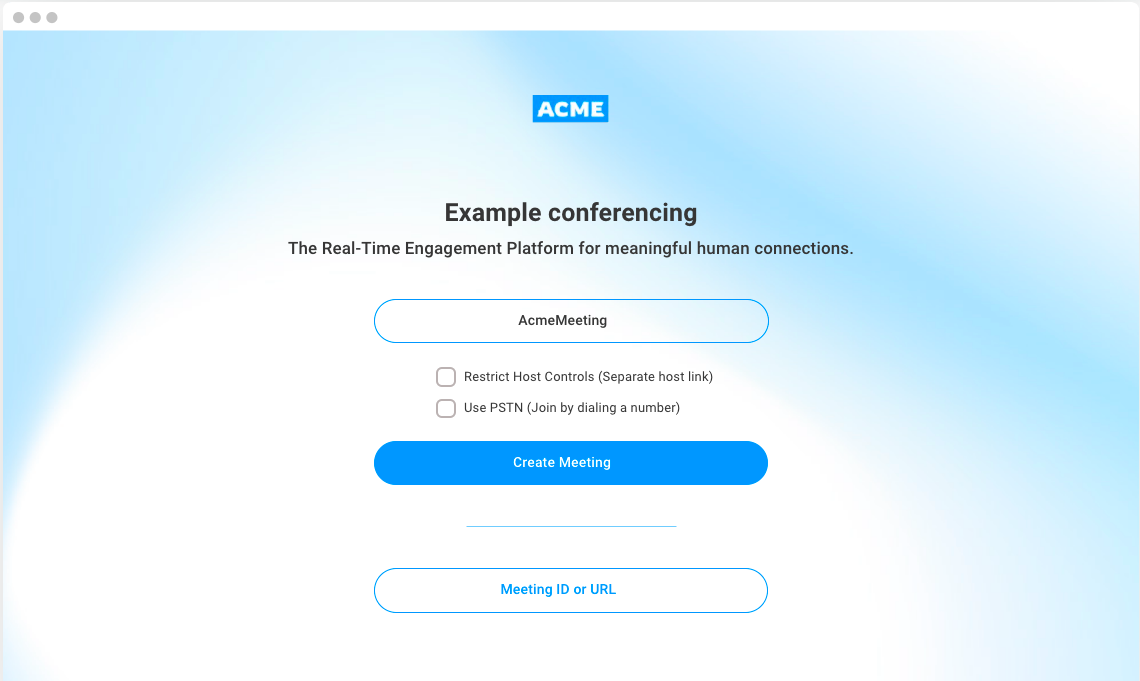 ACME
Example conferencing
The Real-Time Engagement Platform for meaningful human connections.
AcmeMeeting
Restrict Host Controls (Separate host link)
Use PSTN (Join by dialing a number)
Create Meeting
Meeting ID or URL